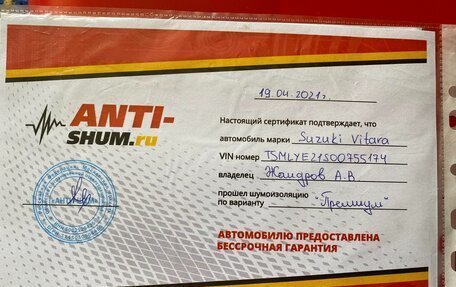 19.04.2021г.
ANTI-
SHUM.ru
Настоящий сертификат подтверждает, что
автомобиль марки Suzuki Vitara
VIN номер TSMLYE21S00755174
владелец Жаидров А.В
прошел шумоизоляцию
по варианту "Премиум"
АВТОМОБИЛЮ ПРЕДОСТАВЛЕНА
БЕССРОЧНАЯ ГАРАНТИЯ